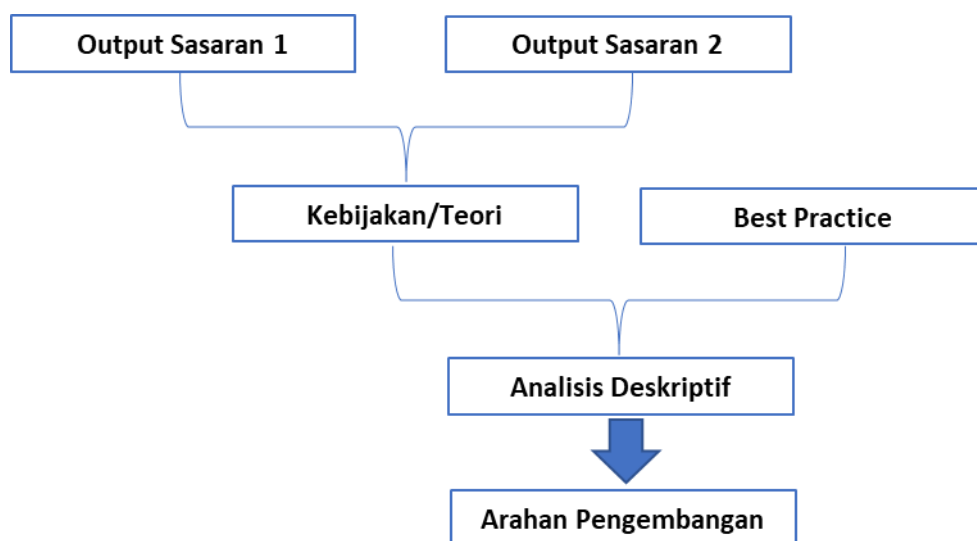 Output Sasaran 1
Output Sasaran 2
Kebijakan/Teori
Best Practice
Analisis Deskriptif
Arahan Pengembangan